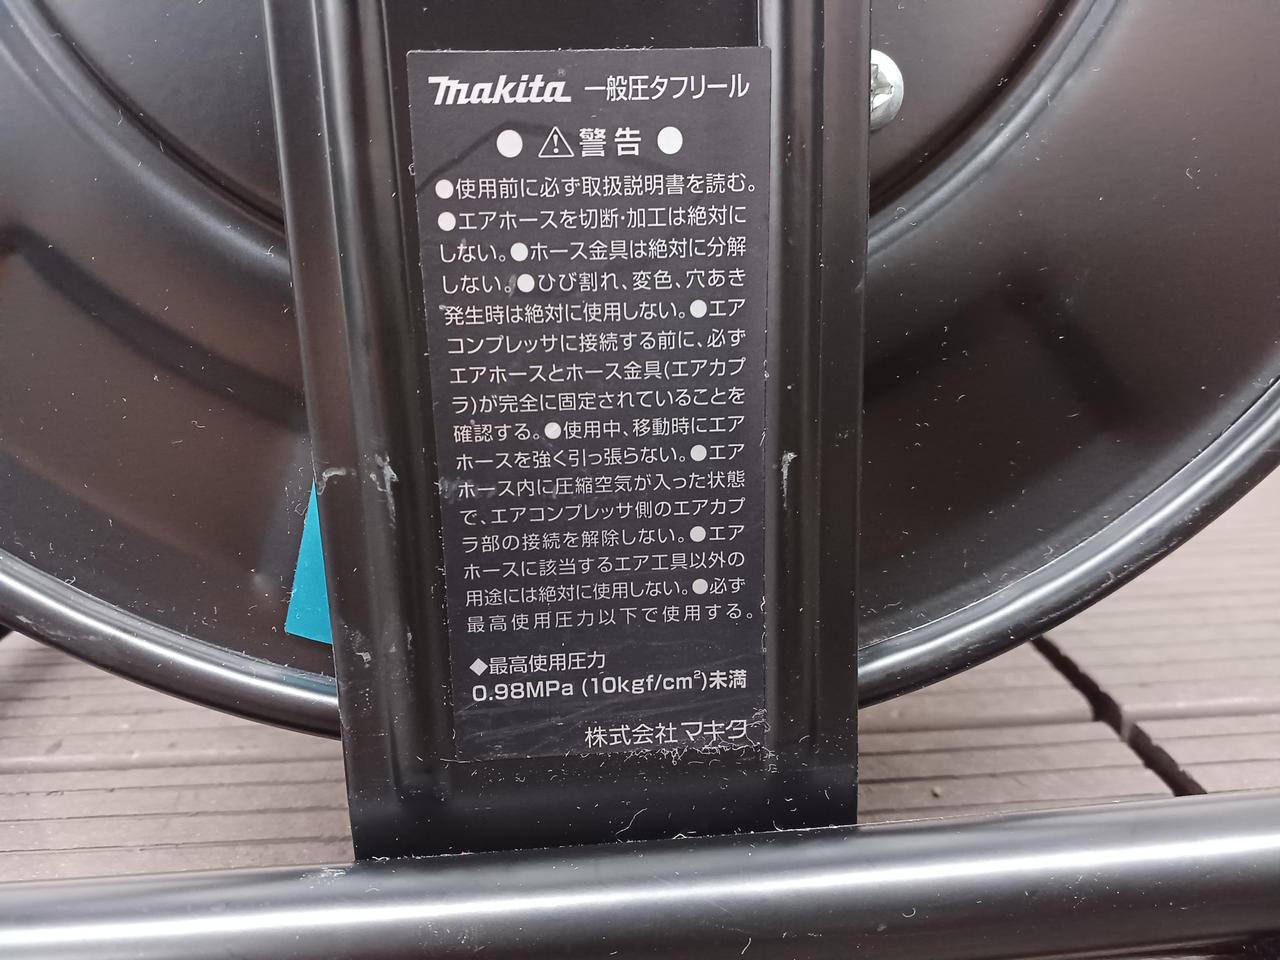 makita® 一般圧タフリール
● ⚠警告 ●
●使用前に必ず取扱説明書を読む。
●エアホースを切断・加工は絶対に
しない。●ホース金具は絶対に分解
しない。●ひび割れ、変色、穴あき
発生時は絶対に使用しない。●エア
コンプレッサに接続する前に、必ず
エアホースとホース金具(エアカプ
ラ)が完全に固定されていることを
確認する。●使用中、移動時にエア
ホースを強く引っ張らない。●エア
ホース内に圧縮空気が入った状態
で、エアコンプレッサ側のエアカプ
ラ部の接続を解除しない。●エア
ホースに該当するエア工具以外の
用途には絶対に使用しない。●必ず
最高使用圧力以下で使用する。
◆最高使用圧力
0.98MPa (10kgf/cm²)未満
株式会社 マキタ